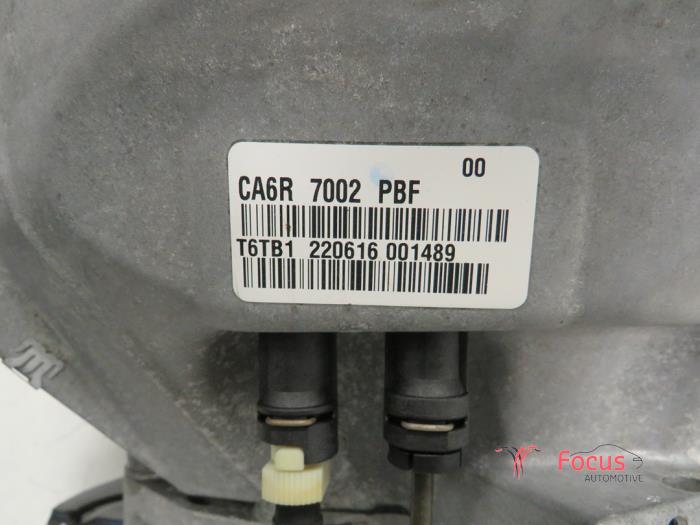 00
CA6R 7002 PBF
T6TB1 220616 001489
Focus
AUTOMOTIVE